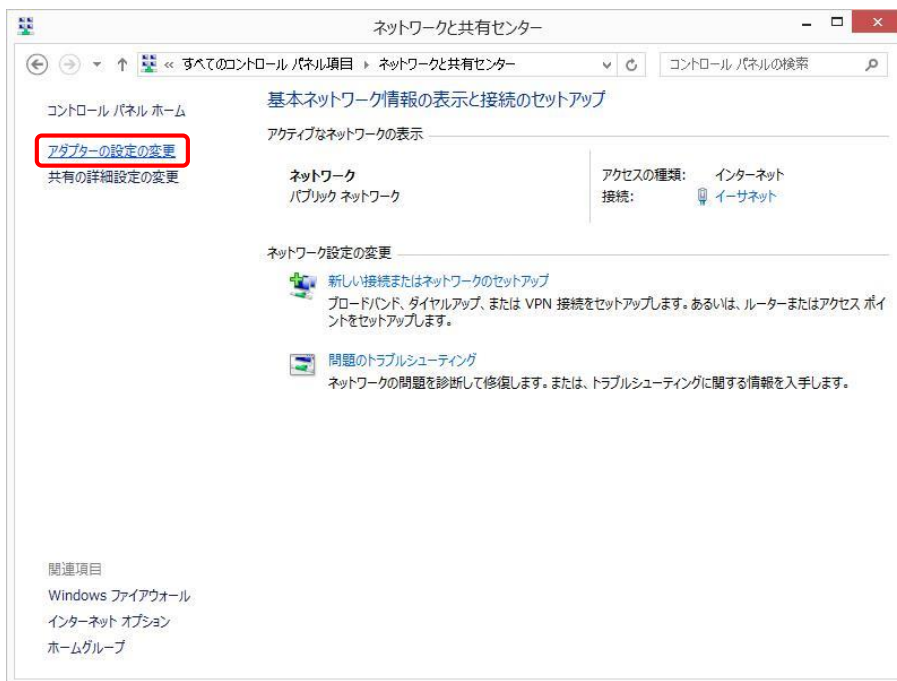 ネットワークと共有センター
« すべてのコントロール パネル項目 ▸ ネットワークと共有センター
コントロール パネルの検索
コントロール パネル ホーム
アダプターの設定の変更
共有の詳細設定の変更
基本ネットワーク情報の表示と接続のセットアップ
アクティブなネットワークの表示
ネットワーク
パブリック ネットワーク
アクセスの種類: インターネット
接続: イーサネット
ネットワーク設定の変更
新しい接続またはネットワークのセットアップ
ブロードバンド、ダイヤルアップ、または VPN 接続をセットアップします。あるいは、ルーターまたはアクセス ポイ
ントをセットアップします。
問題のトラブルシューティング
ネットワークの問題を診断して修復します。または、トラブルシューティングに関する情報を入手します。
関連項目
Windows ファイアウォール
インターネット オプション
ホームグループ